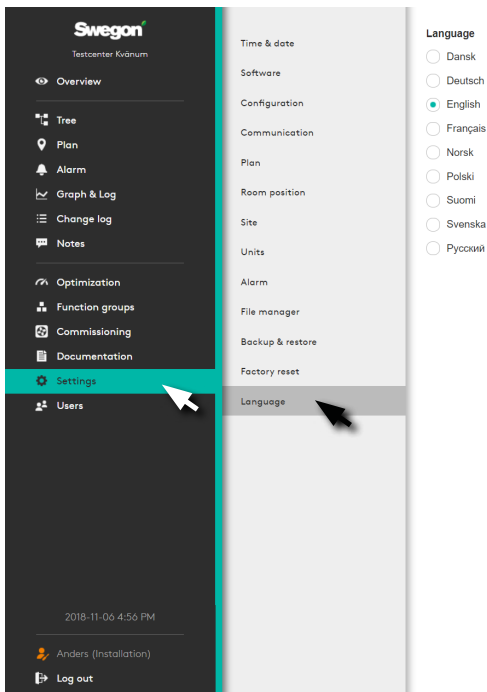 Swegon
Testcenter Kvänum
Overview
Tree
Plan
Alarm
Graph & Log
Change log
Notes
Optimization
Function groups
Commissioning
Documentation
Settings
Users
2018-11-06 4:56 PM
Anders (Installation)
Log out
Time & date
Software
Configuration
Communication
Plan
Room position
Site
Units
Alarm
File manager
Backup & restore
Factory reset
Language
Language
Dansk
Deutsch
English
Français
Norsk
Polski
Suomi
Svenska
Русский